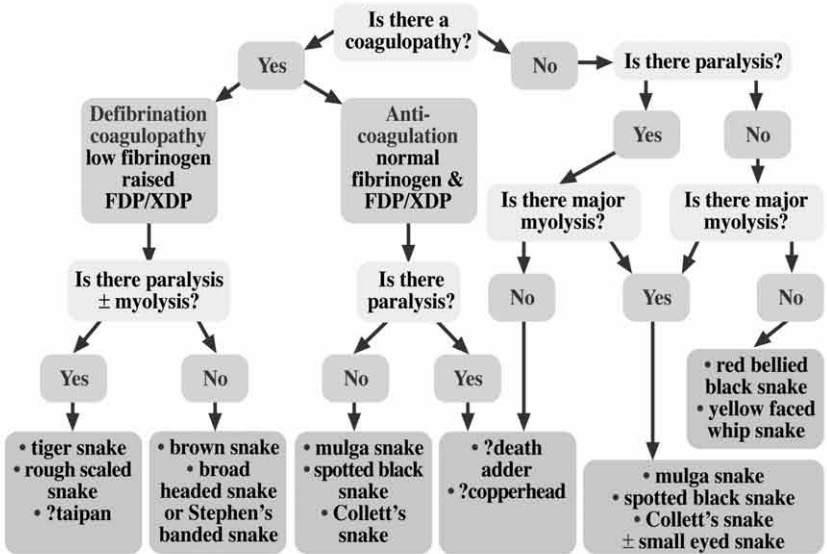 Is there a
coagulopathy?
Yes
No
Is there paralysis?
Defibrination
coagulopathy
low fibrinogen
raised
FDP/XDP
Anti-
coagulation
normal
fibrinogen &
FDP/XDP
Yes
No
Is there major
myolysis?
Is there major
myolysis?
Is there paralysis
± myolysis?
Is there
paralysis?
No
Yes
No
Yes
No
No
Yes
• red bellied
black snake
• yellow faced
whip snake
• tiger snake
• rough scaled
snake
• ?taipan
• brown snake
• broad
headed snake
or Stephen's
banded snake
• mulga snake
• spotted black
snake
• Collett's
snake
• ?death
adder
• ?copperhead
• mulga snake
• spotted black snake
• Collett's snake
± small eyed snake